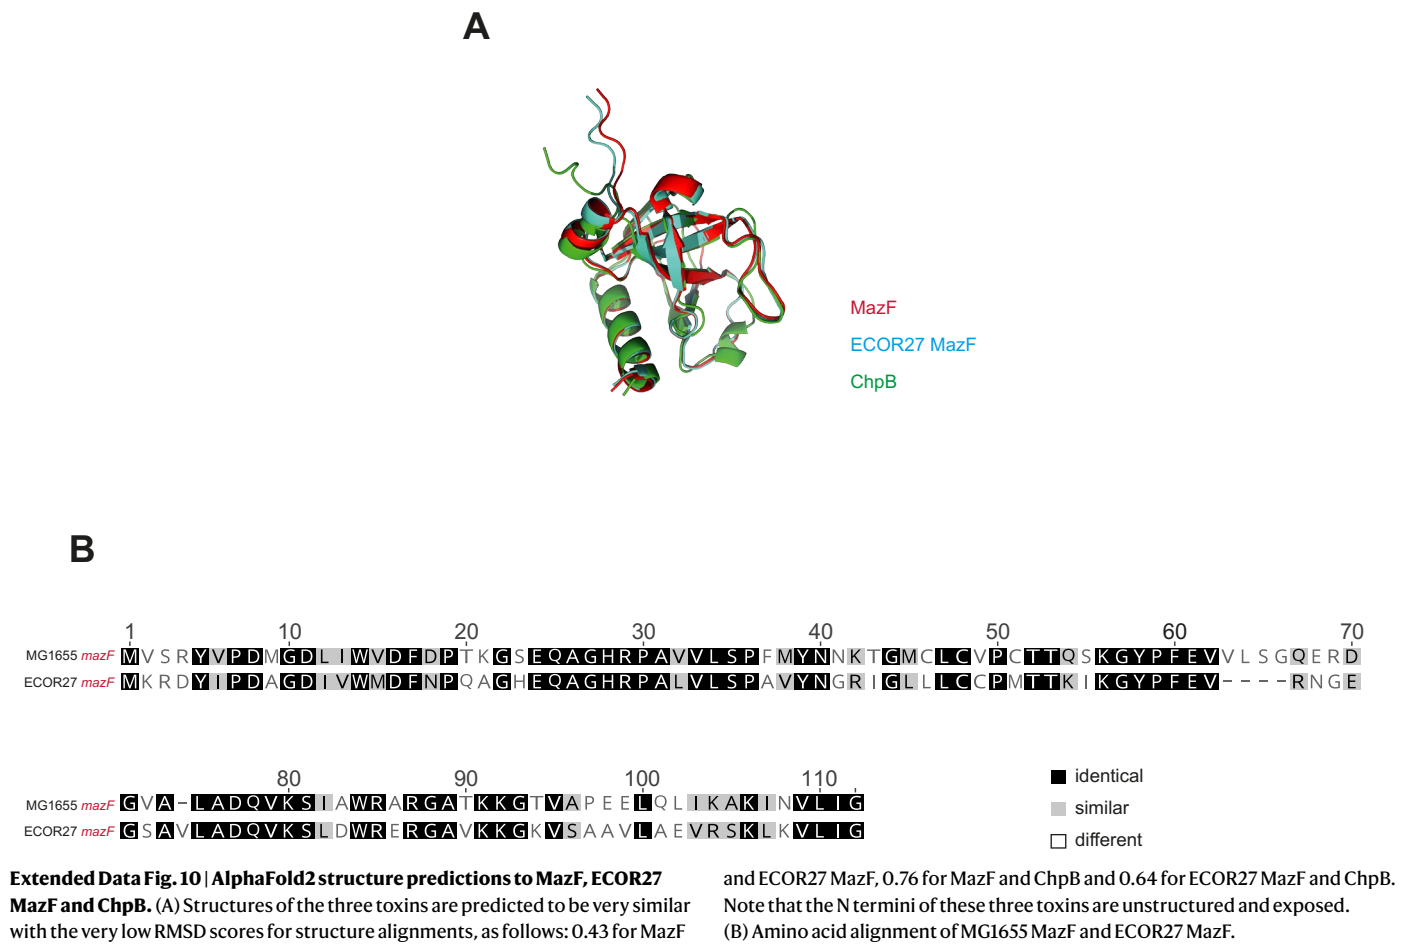 A
MazF
ECOR27 MazF
ChpB
B
1 10 20 30 40 50 60 70
MG1655 mazF MVSRYVPDMGDLIWVDFDPTKGSEQAGHRPAVVLSPFMYNNKTGMCLCVPCTTQSKGYPFEVVLSGQERD
ECOR27 mazF MKRDYIPDAGDIVWMDFNPQAGHEQAGHRPALVLSPAVYNGRIGLLLCCPMTTKIKGYPFEV----RNGE
80 90 100 110
MG1655 mazF GVA-LADQVKSIAWRARGATKKGTVAPEELQLIKAKINVLIG
ECOR27 mazF GSAVLADQVKSLDWRERGAVKKGKVSAAVLAEVRSKLKVLIG
identical
similar
different
Extended Data Fig. 10 | AlphaFold2 structure predictions to MazF, ECOR27
MazF and ChpB. (A) Structures of the three toxins are predicted to be very similar
with the very low RMSD scores for structure alignments, as follows: 0.43 for MazF
and ECOR27 MazF, 0.76 for MazF and ChpB and 0.64 for ECOR27 MazF and ChpB.
Note that the N termini of these three toxins are unstructured and exposed.
(B) Amino acid alignment of MG1655 MazF and ECOR27 MazF.